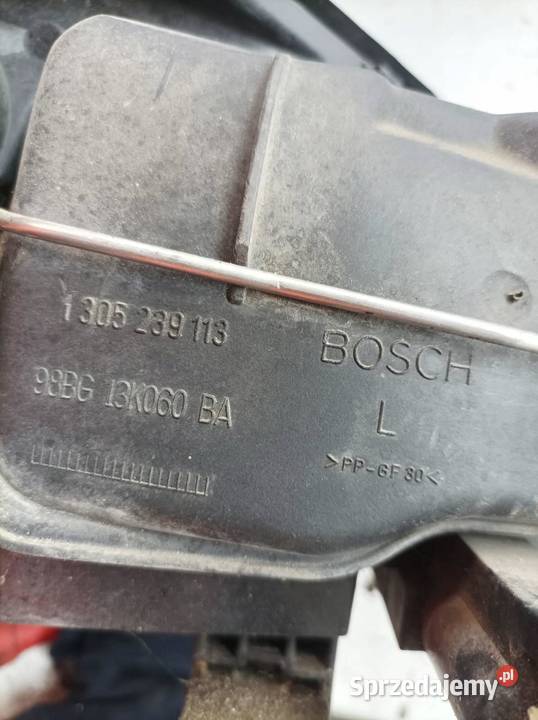 1 305 239 113
BOSCH
98BG 13K060 BA
L
>PP-GF 30<
Sprzedajemy.pl